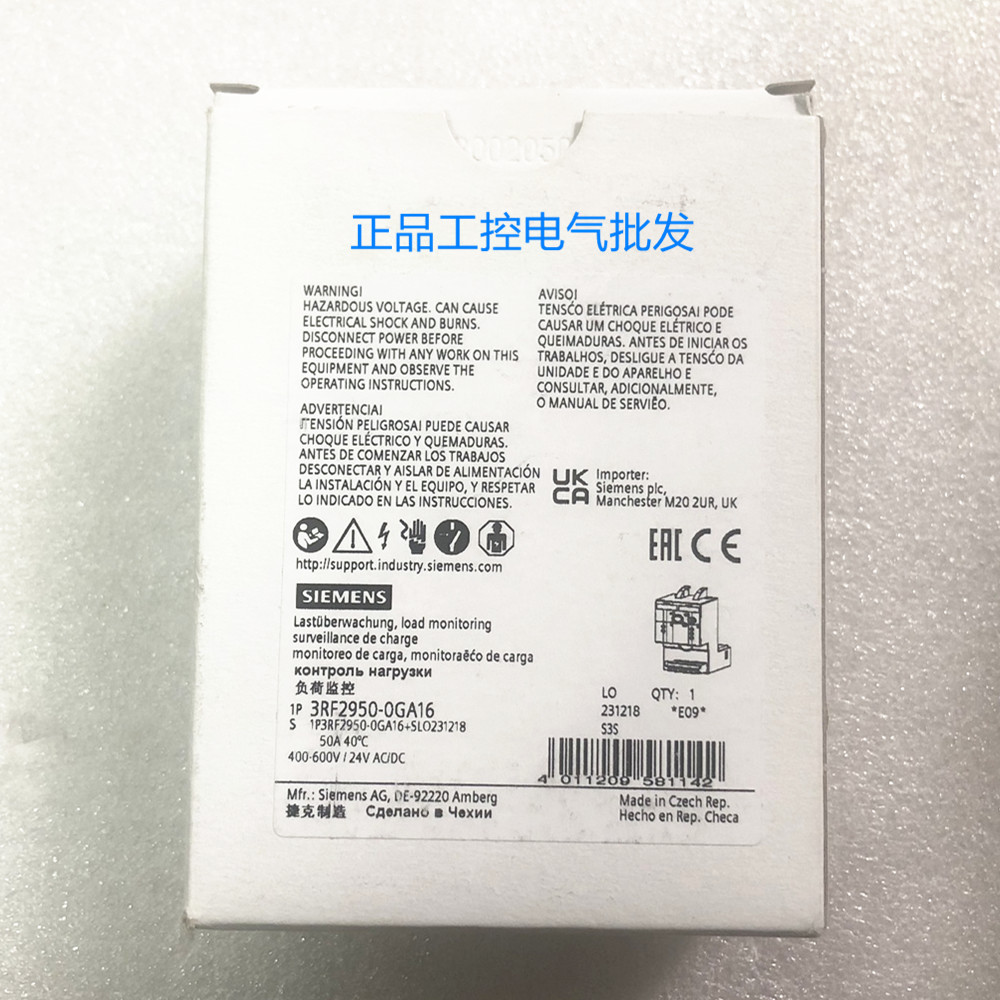 正品工控电气批发
WARNING!
HAZARDOUS VOLTAGE. CAN CAUSE
ELECTRICAL SHOCK AND BURNS.
DISCONNECT POWER BEFORE
PROCEEDING WITH ANY WORK ON THIS
EQUIPMENT AND OBSERVE THE
OPERATING INSTRUCTIONS.
ADVERTENCIA!
TENSIÓN PELIGROSA! PUEDE CAUSAR
CHOQUE ELÉCTRICO Y QUEMADURAS.
ANTES DE COMENZAR LOS TRABAJOS
DESCONECTAR Y AISLAR DE ALIMENTACIÓN
LA INSTALACIÓN Y EL EQUIPO, Y RESPETAR
LO INDICADO EN LAS INSTRUCCIONES.
AVISO!
TENSĆO ELÉTRICA PERIGOSA! PODE
CAUSAR UM CHOQUE ELÉTRICO E
QUEIMADURAS. ANTES DE INICIAR OS
TRABALHOS, DESLIGUE A TENSĆO DA
UNIDADE E DO APARELHO E
CONSULTAR, ADICIONALMENTE,
O MANUAL DE SERVIĒO.
UK
CA
Importer:
Siemens plc,
Manchester M20 2UR, UK
EAC CE
http://support.industry.siemens.com
SIEMENS
Lastüberwachung, load monitoring
surveillance de charge
monitoreo de carga, monitoraēćo de carga
контроль нагрузки
负荷监控
1P 3RF2950-0GA16
S 1P3RF2950-0GA16+SLO231218
50A 40°C
400-600V / 24V AC/DC
LO QTY: 1
231218 *E09*
S3S
4 011209 581142
Mfr.: Siemens AG, DE-92220 Amberg
捷克制造 Сделано в Чехии
Made in Czech Rep.
Hecho en Rep. Checa